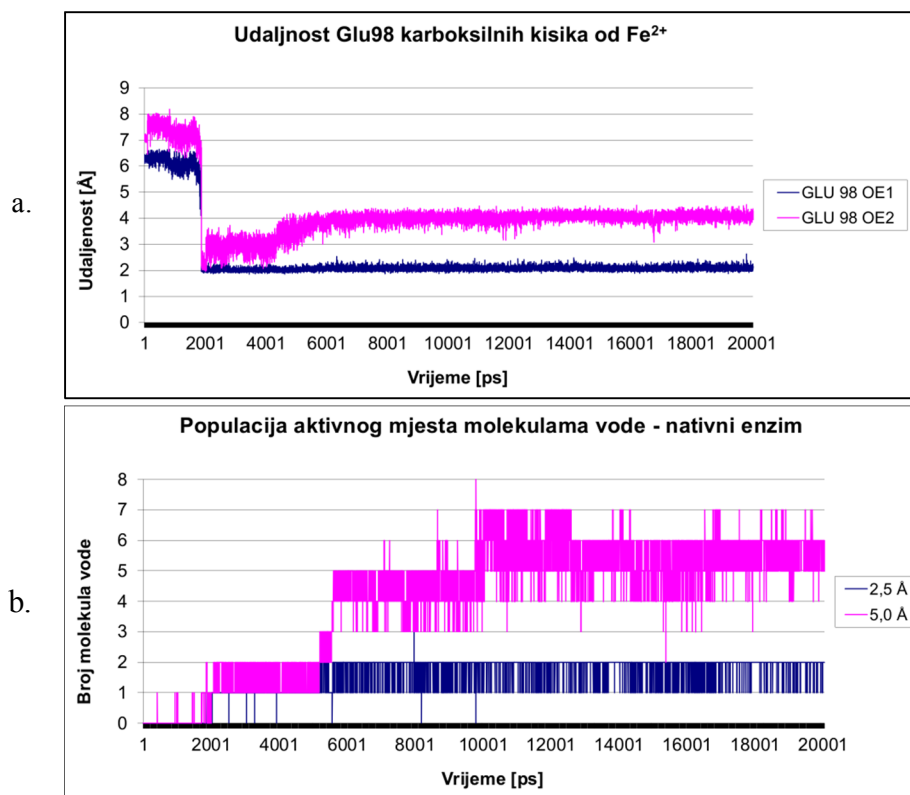 a.
Udaljnost Glu98 karboksilnih kisika od Fe²⁺
Udaljenost [Å]
9
8
7
6
5
4
3
2
1
0
1 2001 4001 6001 8001 10001 12001 14001 16001 18001 20001
Vrijeme [ps]
GLU 98 OE1
GLU 98 OE2
b.
Populacija aktivnog mjesta molekulama vode - nativni enzim
Broj molekula vode
8
7
6
5
4
3
2
1
0
1 2001 4001 6001 8001 10001 12001 14001 16001 18001 20001
Vrijeme [ps]
2,5 Å
5,0 Å